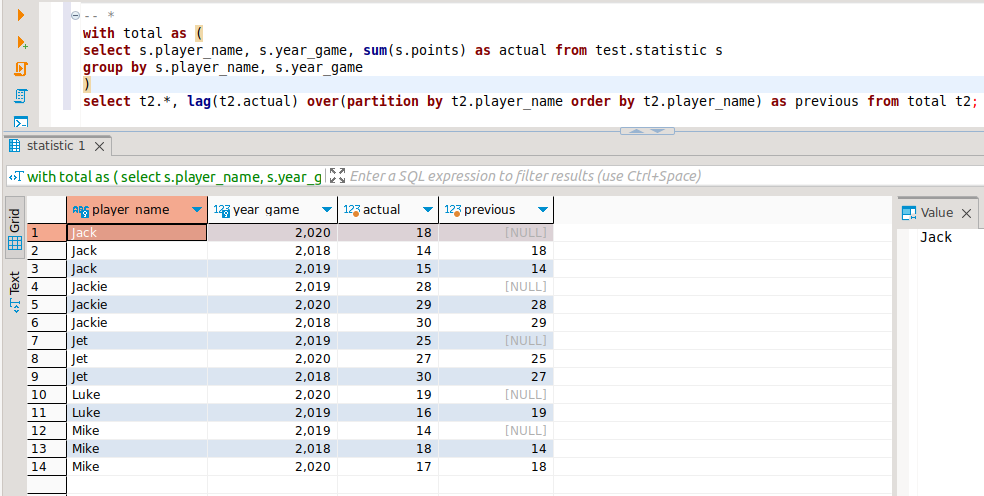 -- *
with total as (
select s.player_name, s.year_game, sum(s.points) as actual from test.statistic s
group by s.player_name, s.year_game
)
select t2.*, lag(t2.actual) over(partition by t2.player_name order by t2.player_name) as previous from total t2;
statistic 1
with total as ( select s.player_name, s.year_g Enter a SQL expression to filter results (use Ctrl+Space)
Grid
Text
ABC player_name 123 year_game 123 actual 123 previous
1 Jack 2,020 18 [NULL]
2 Jack 2,018 14 18
3 Jack 2,019 15 14
4 Jackie 2,019 28 [NULL]
5 Jackie 2,020 29 28
6 Jackie 2,018 30 29
7 Jet 2,019 25 [NULL]
8 Jet 2,020 27 25
9 Jet 2,018 30 27
10 Luke 2,020 19 [NULL]
11 Luke 2,019 16 19
12 Mike 2,019 14 [NULL]
13 Mike 2,018 18 14
14 Mike 2,020 17 18
Value
Jack